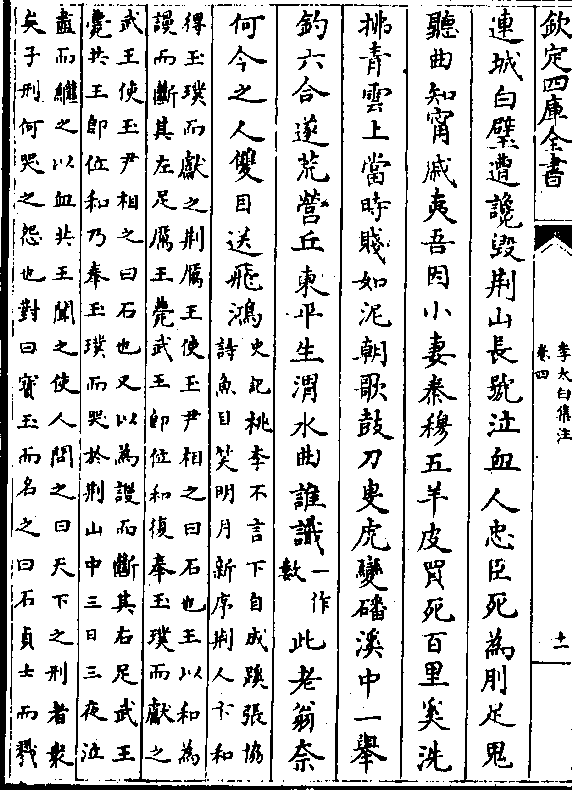 欽定四庫全書
李太白集注
卷四
十一
連城白璧遭讒毁荆山長號泣血人忠臣死為刖足鬼
聽曲知甯戚夷吾因小妻秦穆五羊皮買死百里奚洗
拂青雲上當時賤如泥朝歌鼓刀叟虎變磻溪中一舉
釣六合遂荒營丘東平生渭水曲誰識一作數此老翁奈
何今之人雙目送飛鴻史記桃李不言下自成蹊張協
詩魚目笑明月新序荆人卞和
得玉璞而獻之荆厲王使玉尹相之曰石也王以和為
謾而斷其左足厲王薨武王即位和復奉玉璞而獻之
武王使玉尹相之曰石也又以為謾而斷其右足武王
薨共王即位和乃奉玉璞而哭於荆山中三日三夜泣
盡而繼之以血共王聞之使人問之曰天下之刑者衆
矣子刑何哭之怨也對曰寳玉而名之曰石貞士而戮